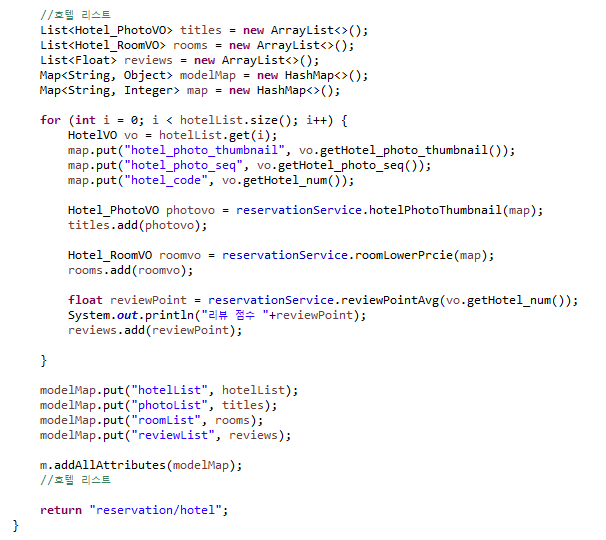 //호텔 리스트
List<Hotel_PhotoVO> titles = new ArrayList<>();
List<Hotel_RoomVO> rooms = new ArrayList<>();
List<Float> reviews = new ArrayList<>();
Map<String, Object> modelMap = new HashMap<>();
Map<String, Integer> map = new HashMap<>();

for (int i = 0; i < hotelList.size(); i++) {
    HotelVO vo = hotelList.get(i);
    map.put("hotel_photo_thumbnail", vo.getHotel_photo_thumbnail());
    map.put("hotel_photo_seq", vo.getHotel_photo_seq());
    map.put("hotel_code", vo.getHotel_num());

    Hotel_PhotoVO photovo = reservationService.hotelPhotoThumbnail(map);
    titles.add(photovo);

    Hotel_RoomVO roomvo = reservationService.roomLowerPrcie(map);
    rooms.add(roomvo);

    float reviewPoint = reservationService.reviewPointAvg(vo.getHotel_num());
    System.out.println("리뷰 점수 "+reviewPoint);
    reviews.add(reviewPoint);

}

modelMap.put("hotelList", hotelList);
modelMap.put("photoList", titles);
modelMap.put("roomList", rooms);
modelMap.put("reviewList", reviews);

m.addAllAttributes(modelMap);
//호텔 리스트

return "reservation/hotel";
}